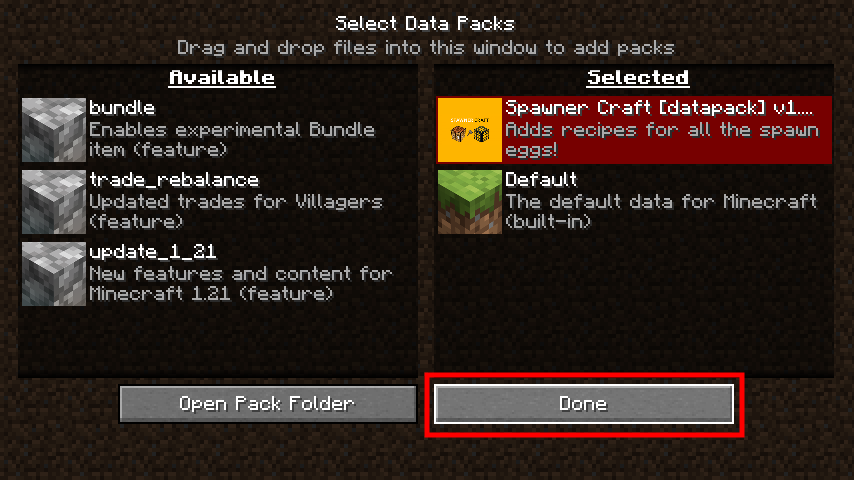 Select Data Packs
Drag and drop files into this window to add packs
Available
bundle
Enables experimental Bundle
item (feature)
trade_rebalance
Updated trades for Villagers
(feature)
update_1_21
New features and content for
Minecraft 1.21 (feature)
Selected
SPAWNER CRAFT
Spawner Craft [datapack] v1....
Adds recipes for all the spawn
eggs!
Default
The default data for Minecraft
(built-in)
Open Pack Folder
Done